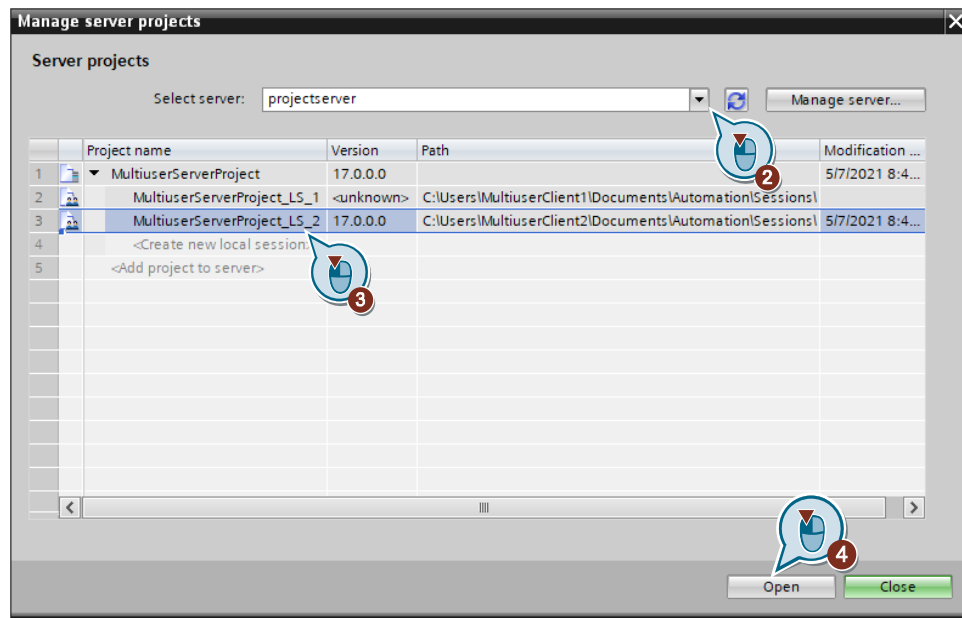 Manage server projects
Server projects
Select server: projectserver Manage server...
Project name Version Path Modification ...
1 MultiuserServerProject 17.0.0.0 5/7/2021 8:4...
2 MultiuserServerProject_LS_1 <unknown> C:\Users\MultiuserClient1\Documents\Automation\Sessions\
3 MultiuserServerProject_LS_2 17.0.0.0 C:\Users\MultiuserClient2\Documents\Automation\Sessions\ 5/7/2021 8:4...
4 <Create new local session
5 <Add project to server>
2
3
4
Open Close